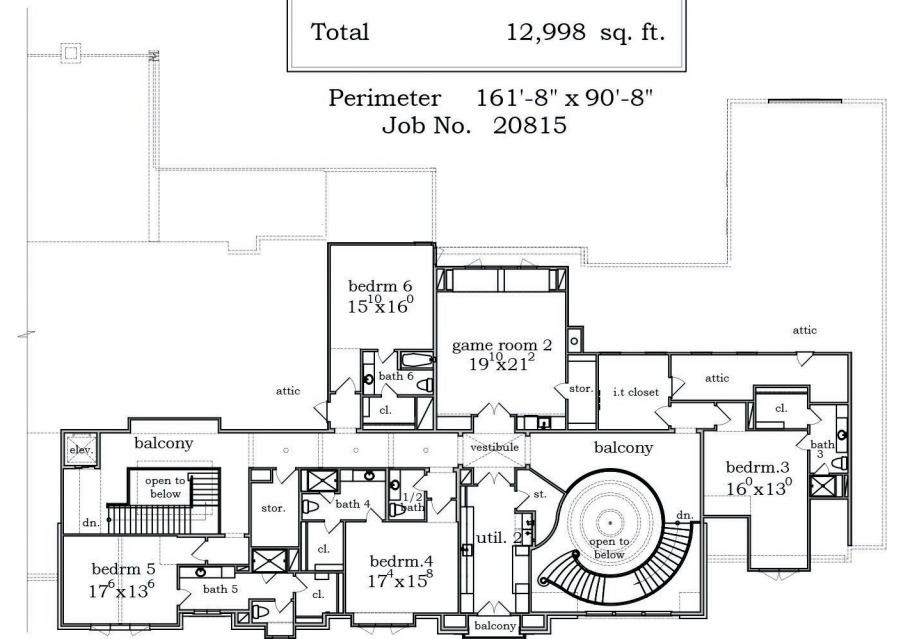 Total 12,998 sq. ft.
Perimeter 161'-8" x 90'-8"
Job No. 20815
bedrm 6
15¹⁰x16⁰
game room 2
19¹⁰x21²
attic
attic
attic
bath 6
cl.
stor.
i.t closet
cl.
elev.
balcony
vestibule
balcony
bath
3
bedrm.3
16⁰x13⁰
open to
below
dn.
stor.
bath 4
1/2
bath
st.
dn.
util. 2
open to
below
cl.
bedrm.4
17⁴x15⁸
bedrm 5
17⁶x13⁶
bath 5
cl.
balcony